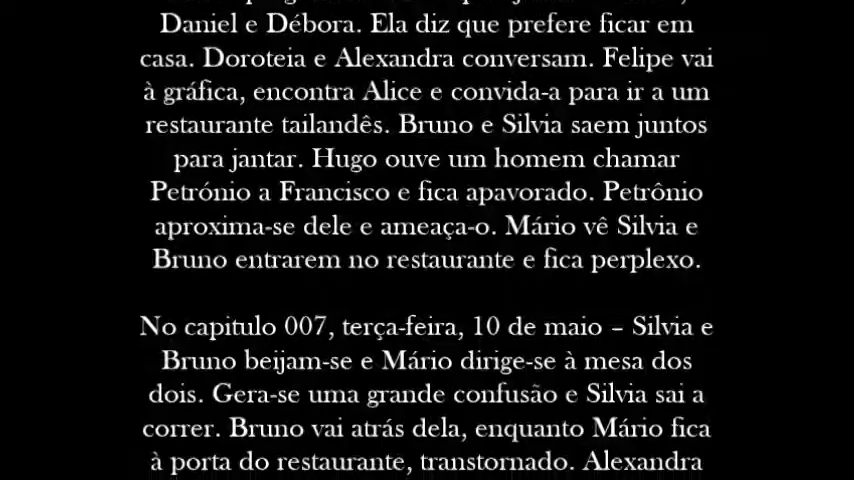 Daniel e Débora. Ela diz que prefere ficar em
casa. Doroteia e Alexandra conversam. Felipe vai
à gráfica, encontra Alice e convida-a para ir a um
restaurante tailandês. Bruno e Silvia saem juntos
para jantar. Hugo ouve um homem chamar
Petrónio a Francisco e fica apavorado. Petrônio
aproxima-se dele e ameaça-o. Mário vê Silvia e
Bruno entrarem no restaurante e fica perplexo.
No capitulo 007, terça-feira, 10 de maio – Silvia e
Bruno beijam-se e Mário dirige-se à mesa dos
dois. Gera-se uma grande confusão e Silvia sai a
correr. Bruno vai atrás dela, enquanto Mário fica
à porta do restaurante, transtornado. Alexandra